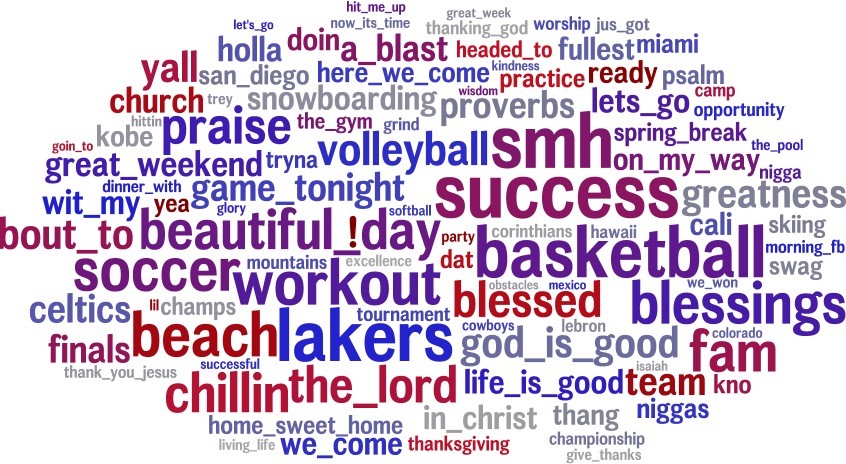 hit_me_up
let's_go now_its_time great_week thanking_god worship jus_got
holla doin a_blast headed_to fullest miami
yall san_diego here_we_come kindness practice ready psalm
church trey snowboarding wisdom proverbs lets_go camp opportunity
hittin kobe praise the_gym grind smh spring_break the_pool
goin_to great_weekend tryna volleyball on_my_way nigga
dinner_with wit_my yea game_tonight success greatness
glory softball
bout_to beautiful_!day party corinthians hawaii cali skiing
soccer mountains excellence dat basketball morning_fb swag
workout obstacles mexico we_won
celtics lil champs tournament blessed blessings
finals beach lakers cowboys lebron god_is_good fam colorado
thank_you_jesus successful isaiah
chillin the_lord life_is_good team kno
home_sweet_home in_christ thang niggas
living_life we_come thanksgiving championship
give_thanks